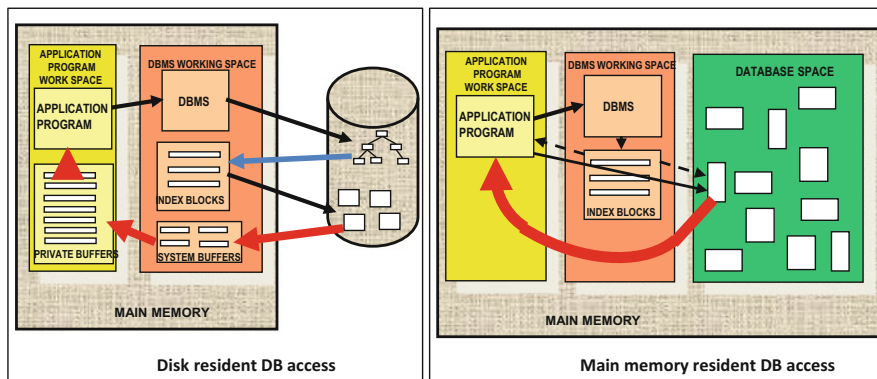 APPLICATION
PROGRAM
WORK SPACE
APPLICATION
PROGRAM
PRIVATE BUFFERS
DBMS WORKING SPACE
DBMS
INDEX BLOCKS
SYSTEM BUFFERS
MAIN MEMORY
Disk resident DB access
APPLICATION
PROGRAM
WORK SPACE
APPLICATION
PROGRAM
DBMS WORKING SPACE
DBMS
INDEX BLOCKS
DATABASE SPACE
MAIN MEMORY
Main memory resident DB access